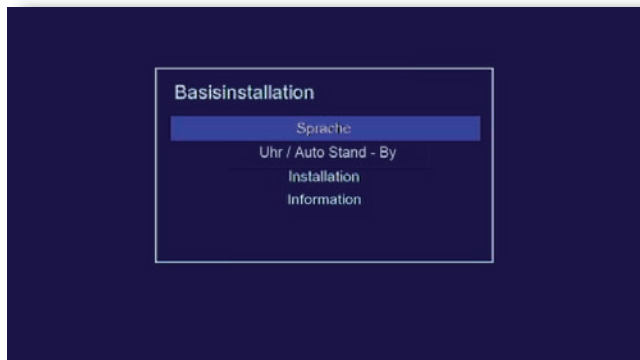 Basisinstallation
Sprache
Uhr / Auto Stand - By
Installation
Information